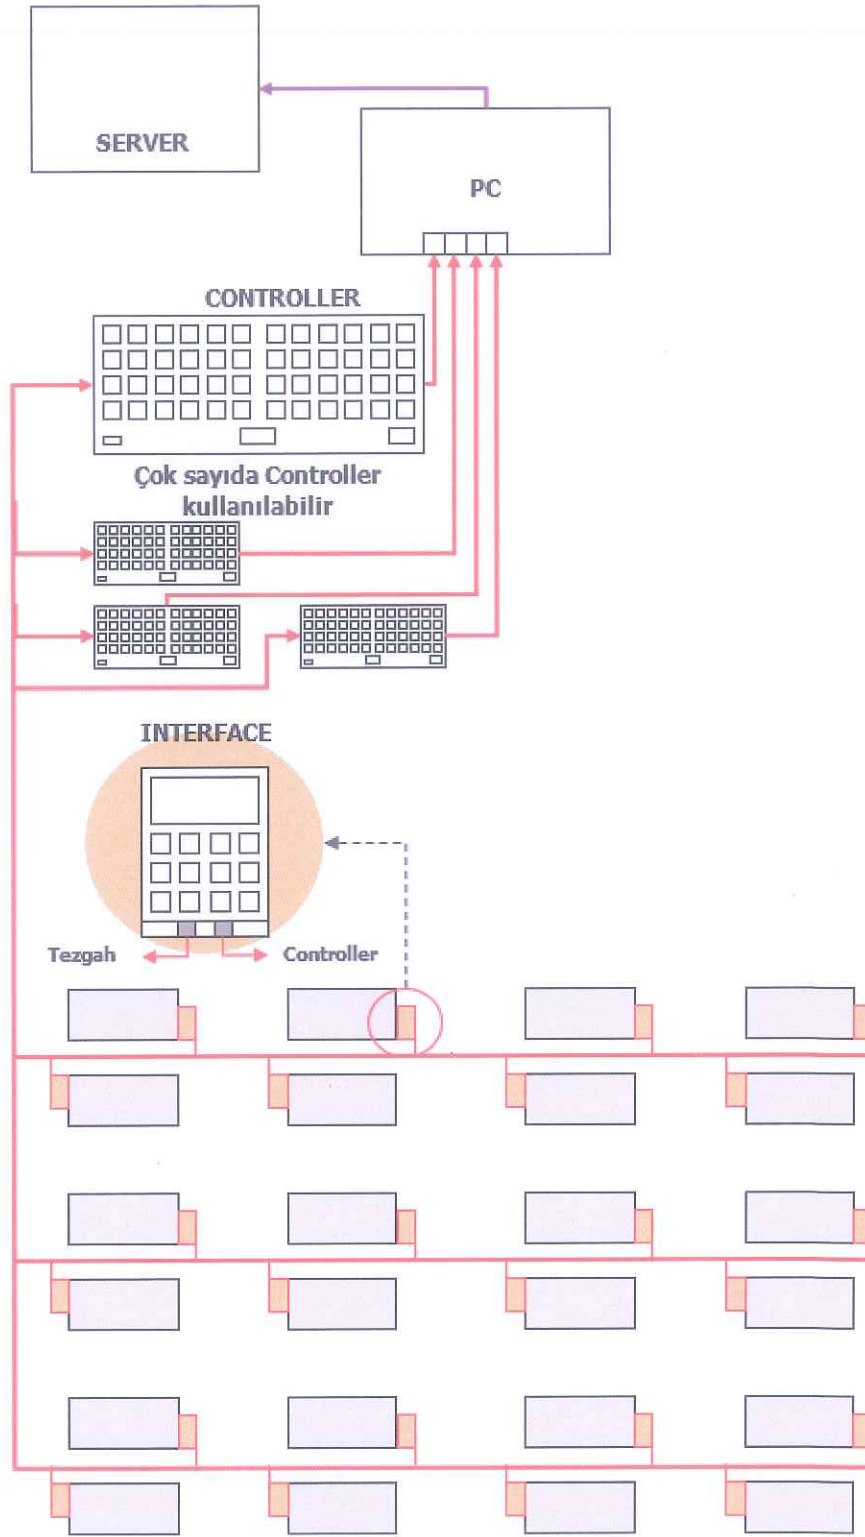 SERVER
PC
CONTROLLER
Çok sayıda Controller
kullanılabilir
INTERFACE
Tezgah
Controller